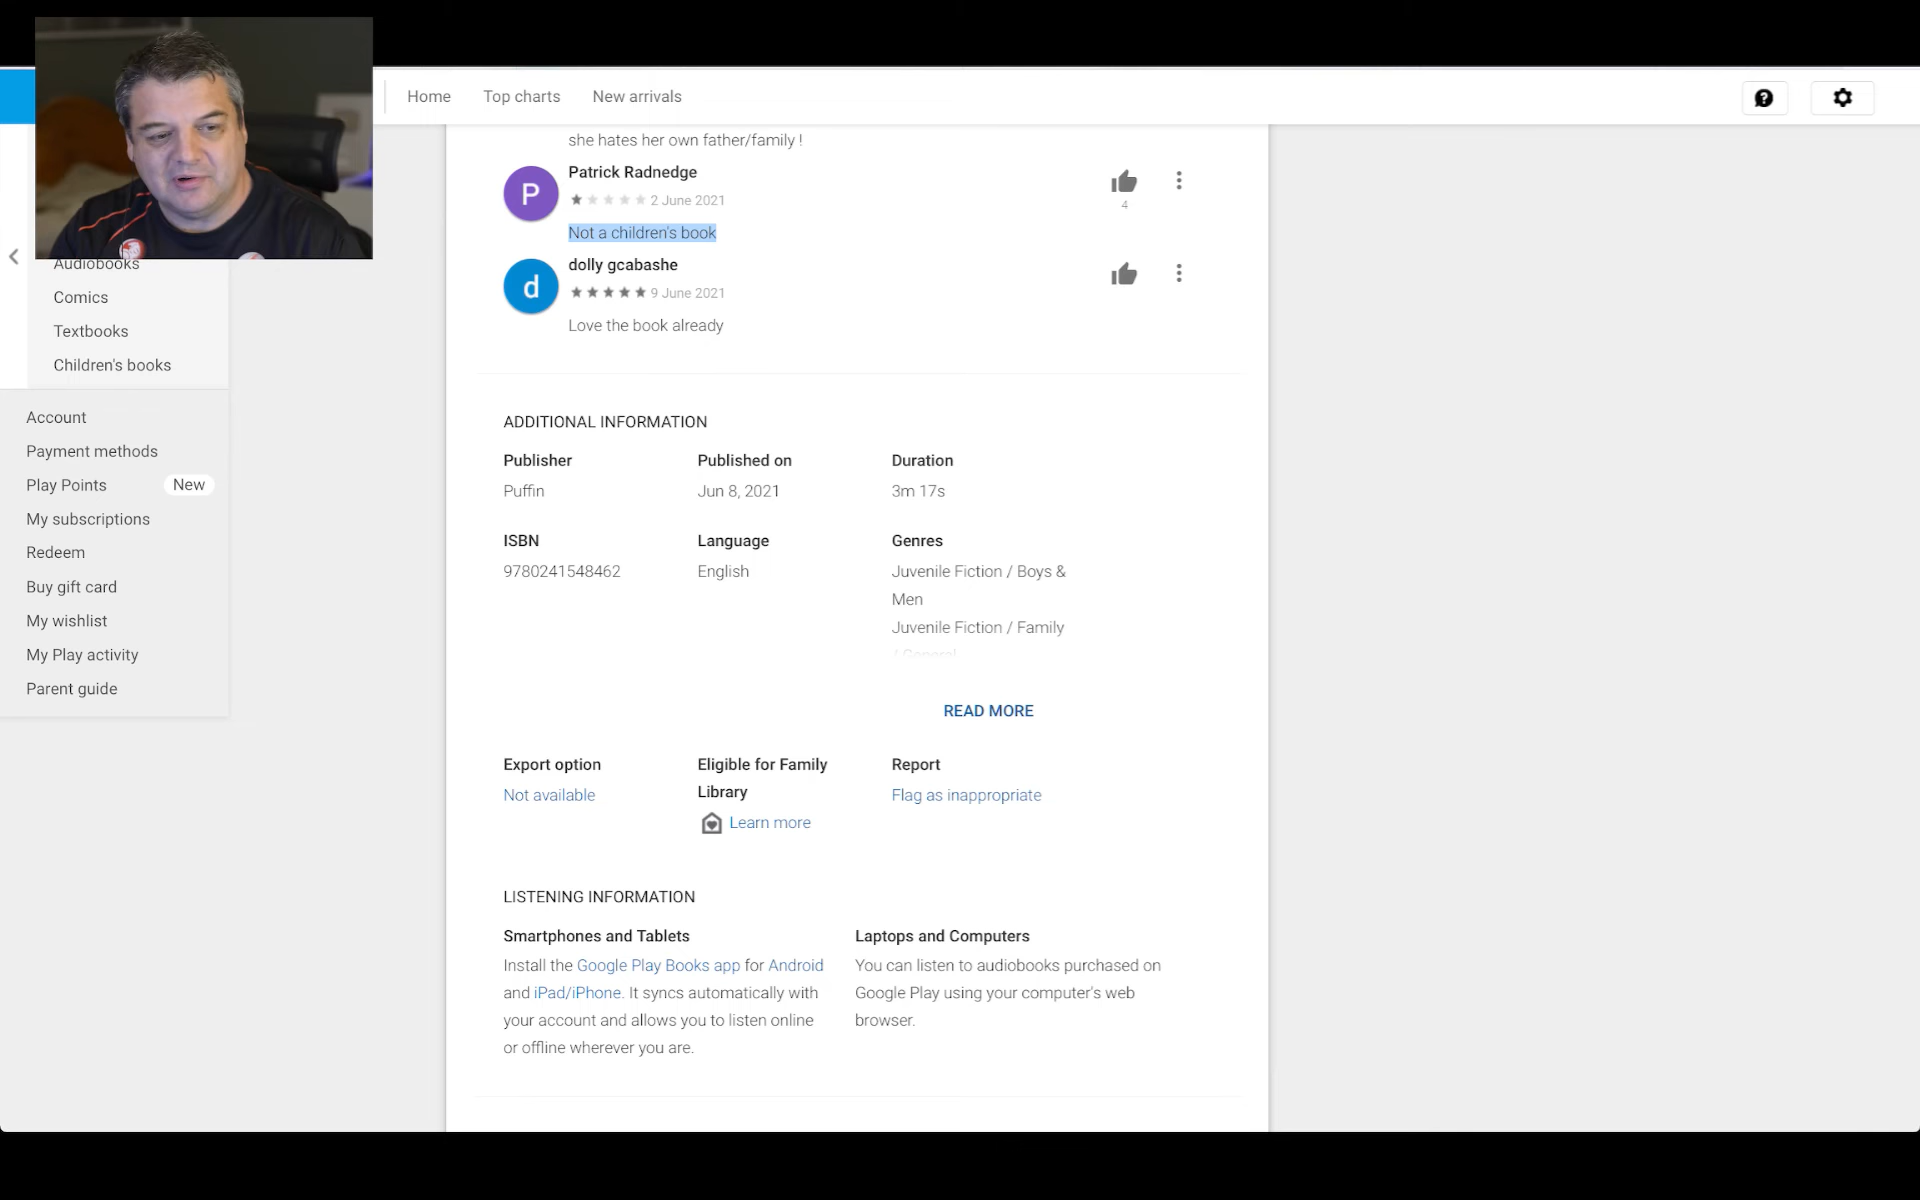 Home Top charts New arrivals
she hates her own father/family !
P
Patrick Radnedge
2 June 2021
4
Not a children's book
d
dolly gcabashe
9 June 2021
Love the book already
Audiobooks
Comics
Textbooks
Children's books
Account
Payment methods
Play Points New
My subscriptions
Redeem
Buy gift card
My wishlist
My Play activity
Parent guide
ADDITIONAL INFORMATION
Publisher
Puffin
Published on
Jun 8, 2021
Duration
3m 17s
ISBN
9780241548462
Language
English
Genres
Juvenile Fiction / Boys &
Men
Juvenile Fiction / Family
/ General
READ MORE
Export option
Not available
Eligible for Family
Library
Learn more
Report
Flag as inappropriate
LISTENING INFORMATION
Smartphones and Tablets
Install the Google Play Books app for Android
and iPad/iPhone. It syncs automatically with
your account and allows you to listen online
or offline wherever you are.
Laptops and Computers
You can listen to audiobooks purchased on
Google Play using your computer's web
browser.